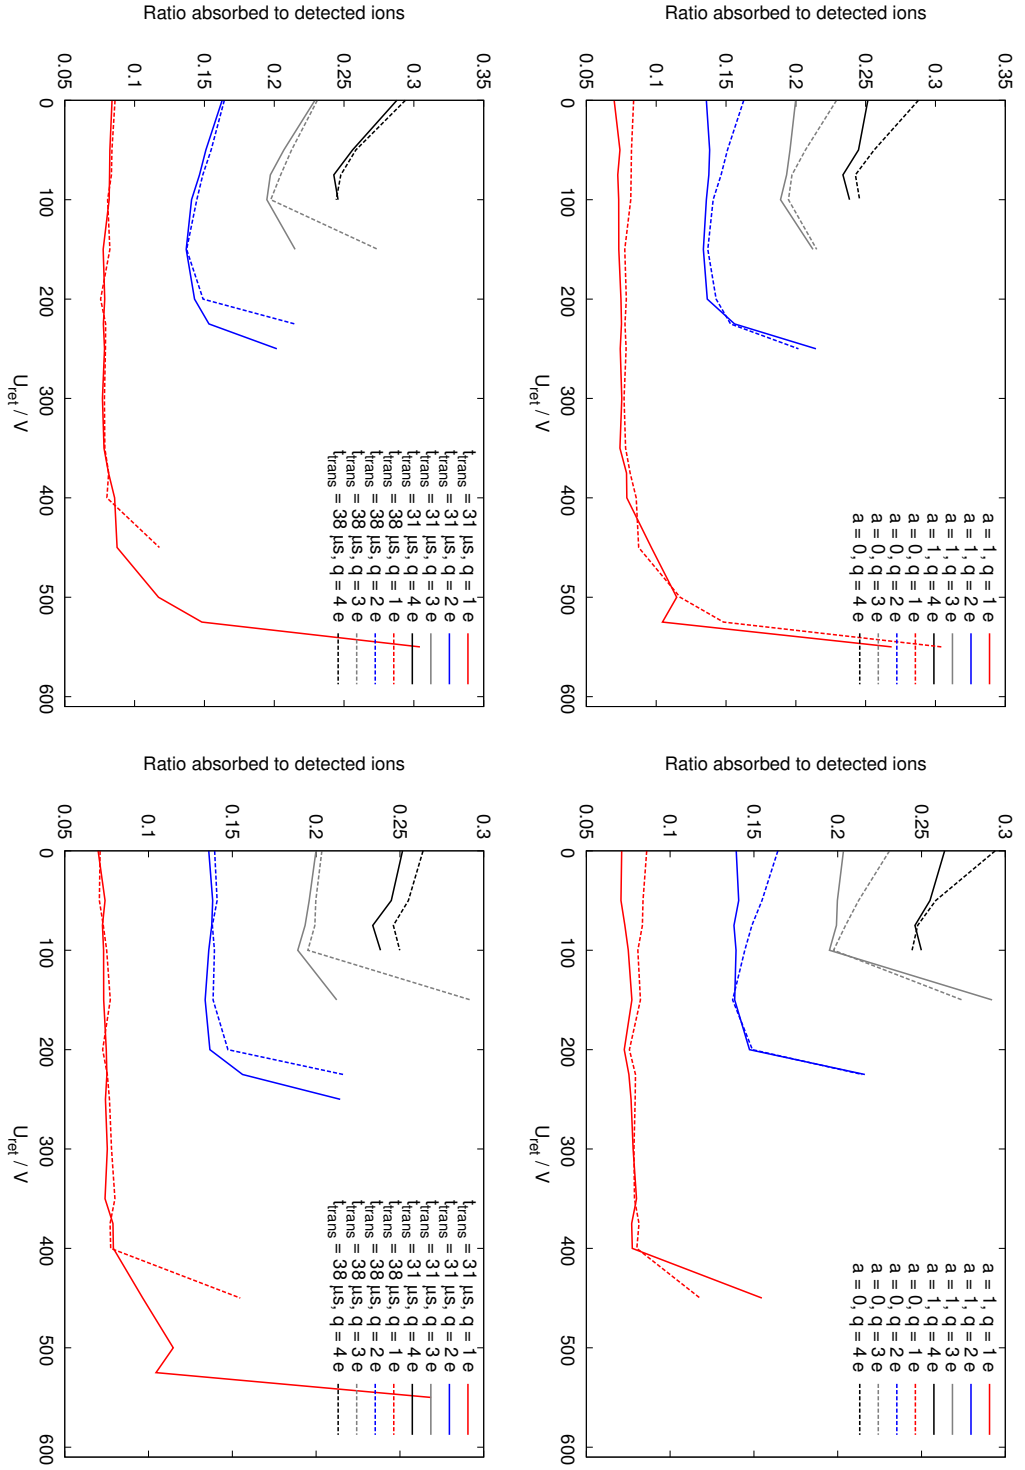 Ratio absorbed to detected ions
0.35
0.3
0.25
0.2
0.15
0.1
0.05
0 100 200 300 400 500 600
U_ret / V
a = 1, q = 1 e
a = 1, q = 2 e
a = 1, q = 3 e
a = 1, q = 4 e
a = 0, q = 1 e
a = 0, q = 2 e
a = 0, q = 3 e
a = 0, q = 4 e
Ratio absorbed to detected ions
0.3
0.25
0.2
0.15
0.1
0.05
0 100 200 300 400 500 600
U_ret / V
a = 1, q = 1 e
a = 1, q = 2 e
a = 1, q = 3 e
a = 1, q = 4 e
a = 0, q = 1 e
a = 0, q = 2 e
a = 0, q = 3 e
a = 0, q = 4 e
Ratio absorbed to detected ions
0.35
0.3
0.25
0.2
0.15
0.1
0.05
0 100 200 300 400 500 600
U_ret / V
t_trans = 31 µs, q = 1 e
t_trans = 31 µs, q = 2 e
t_trans = 31 µs, q = 3 e
t_trans = 31 µs, q = 4 e
t_trans = 38 µs, q = 1 e
t_trans = 38 µs, q = 2 e
t_trans = 38 µs, q = 3 e
t_trans = 38 µs, q = 4 e
Ratio absorbed to detected ions
0.3
0.25
0.2
0.15
0.1
0.05
0 100 200 300 400 500 600
U_ret / V
t_trans = 31 µs, q = 1 e
t_trans = 31 µs, q = 2 e
t_trans = 31 µs, q = 3 e
t_trans = 31 µs, q = 4 e
t_trans = 38 µs, q = 1 e
t_trans = 38 µs, q = 2 e
t_trans = 38 µs, q = 3 e
t_trans = 38 µs, q = 4 e